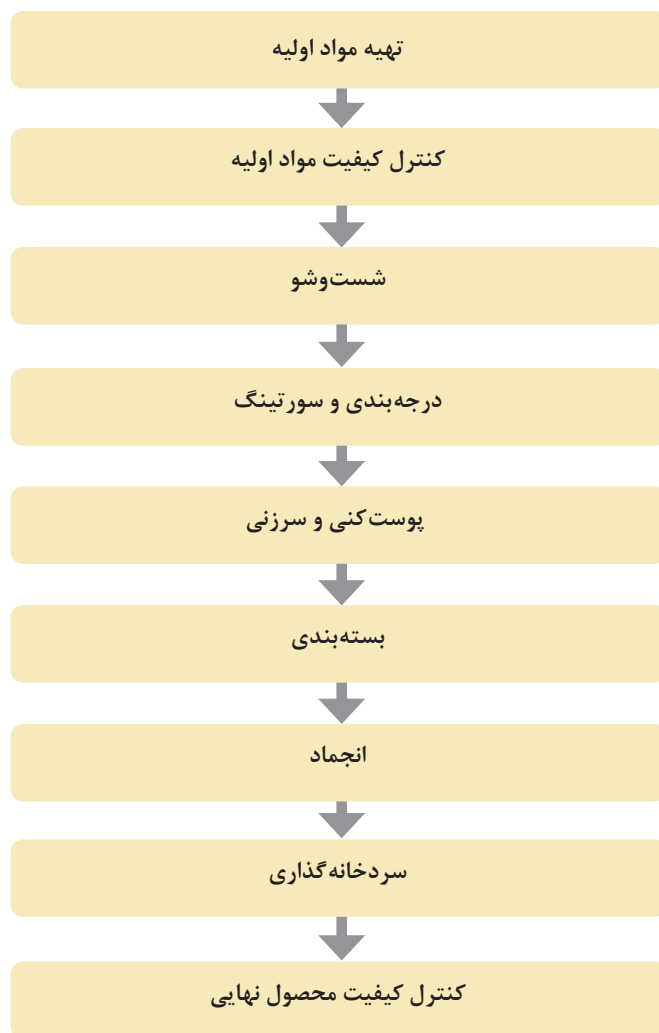 تهیه مواد اولیه
کنترل کیفیت مواد اولیه
شست‌وشو
درجه‌بندی و سورتینگ
پوست‌کنی و سرزنی
بسته‌بندی
انجماد
سردخانه‌گذاری
کنترل کیفیت محصول نهایی